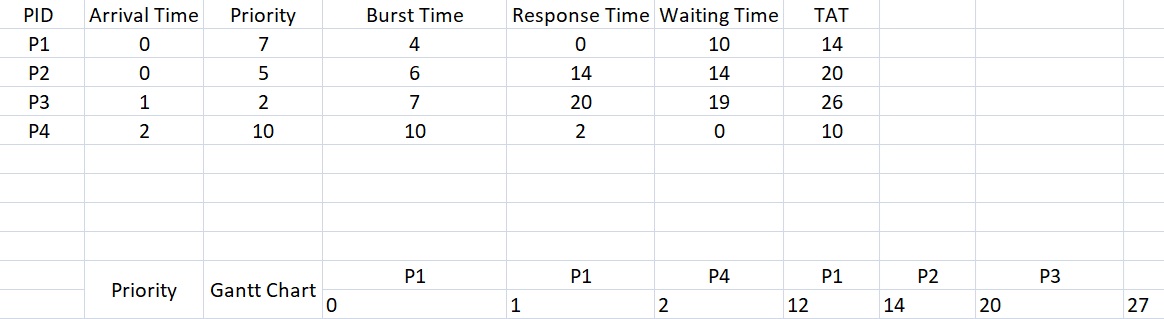 PID Arrival Time Priority Burst Time Response Time Waiting Time TAT
P1 0 7 4 0 10 14
P2 0 5 6 14 14 20
P3 1 2 7 20 19 26
P4 2 10 10 2 0 10
Priority Gantt Chart P1 P1 P4 P1 P2 P3
0 1 2 12 14 20 27